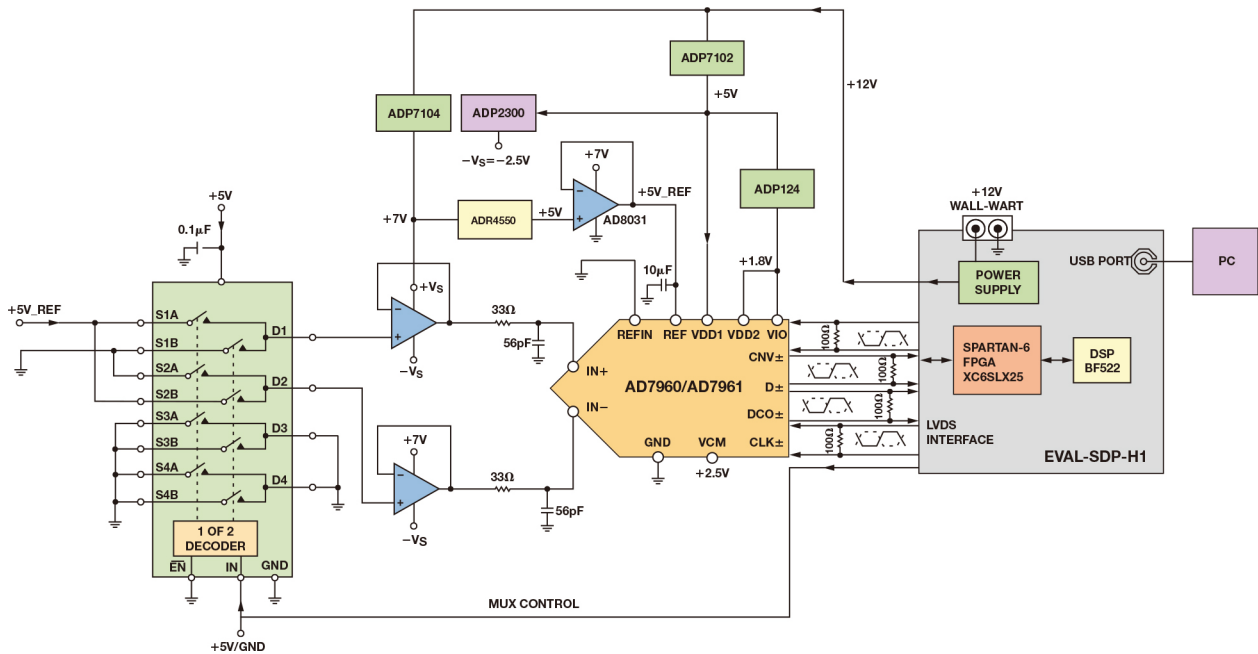 ADP7102
+12V
+5V
ADP7104
ADP2300
−VS=−2.5V
+7V
+5V_REF
ADP124
+12V
WALL-WART
+5V
0.1µF
+7V
ADR4550
+5V
AD8031
USB PORT
PC
+1.8V
10µF
POWER
SUPPLY
+VS
+5V_REF
S1A
D1
33Ω
56pF
REFIN
REF
VDD1
VDD2
VIO
100Ω
S1B
−VS
CNV±
SPARTAN-6
FPGA
XC6SLX25
DSP
BF522
S2A
IN+
AD7960/AD7961
100Ω
D2
D±
S2B
IN−
100Ω
S3A
DCO±
LVDS
INTERFACE
D3
+7V
S3B
GND
VCM
CLK±
100Ω
EVAL-SDP-H1
S4A
D4
33Ω
+2.5V
S4B
56pF
1 OF 2
DECODER
−VS
EN
IN
GND
MUX CONTROL
+5V/GND